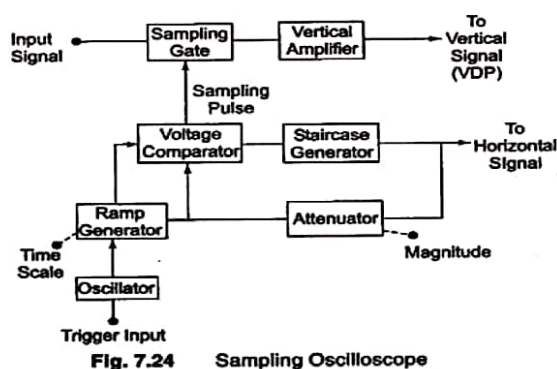 Input
Signal
Sampling
Gate
Vertical
Amplifier
To
Vertical
Signal
(VDP)
Sampling
Pulse
Voltage
Comparator
Staircase
Generator
To
Horizontal
Signal
Ramp
Generator
Attenuator
Time
Scale
Magnitude
Oscillator
Trigger Input
Fig. 7.24 Sampling Oscilloscope